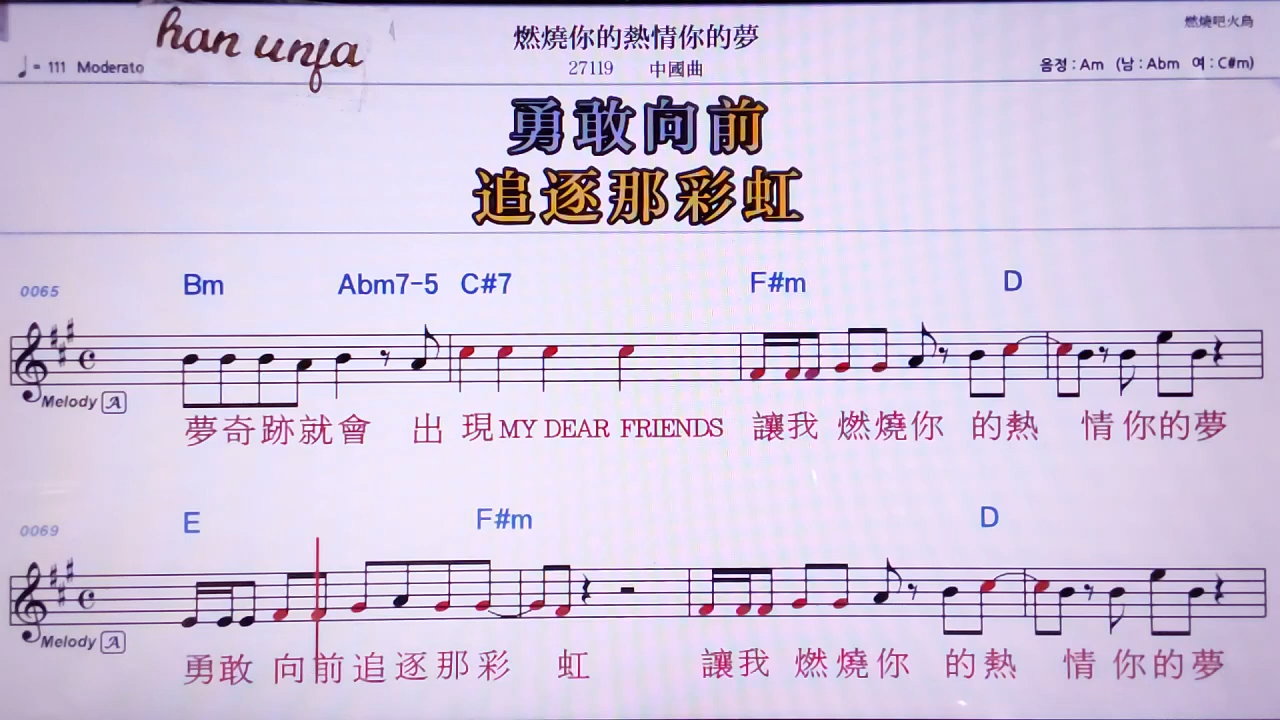 han unfa
燃燒你的熱情你的夢
燃燒吧火鳥
♩= 111 Moderato
27119 中國曲
음정 : Am (남 : Abm 여 : C#m)
勇敢向前
追逐那彩虹
0065 Bm Abm7-5 C#7 F#m D
Melody A
夢奇跡就會 出 現 MY DEAR FRIENDS 讓我 燃燒你 的熱 情你的夢
0069 E F#m D
Melody A
勇敢 向前追逐那彩 虹 讓我 燃燒你 的熱 情 你的夢